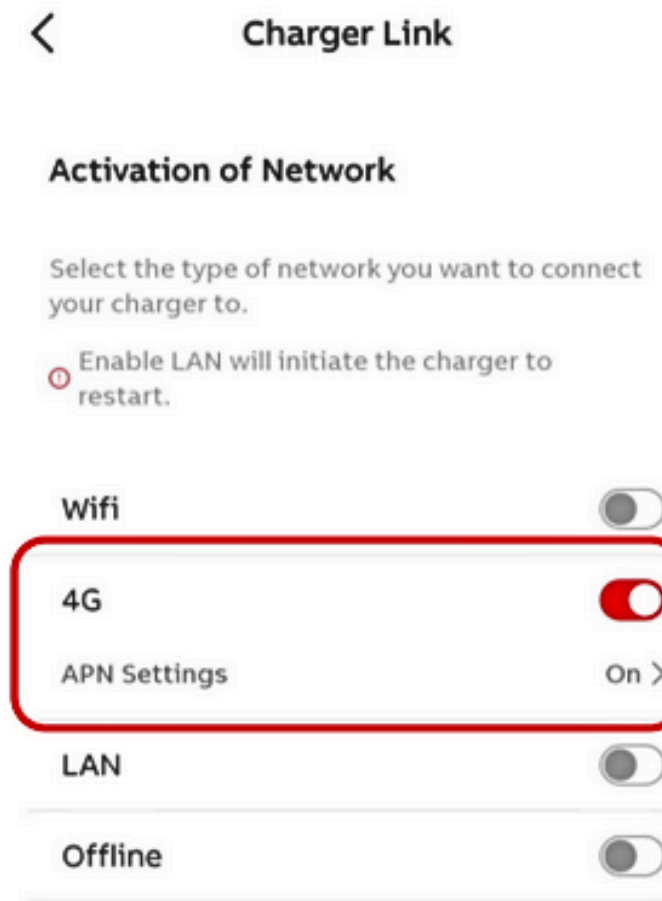 Charger Link
Activation of Network
Select the type of network you want to connect
your charger to.
Enable LAN will initiate the charger to
restart.
Wifi
4G
APN Settings
On
LAN
Offline